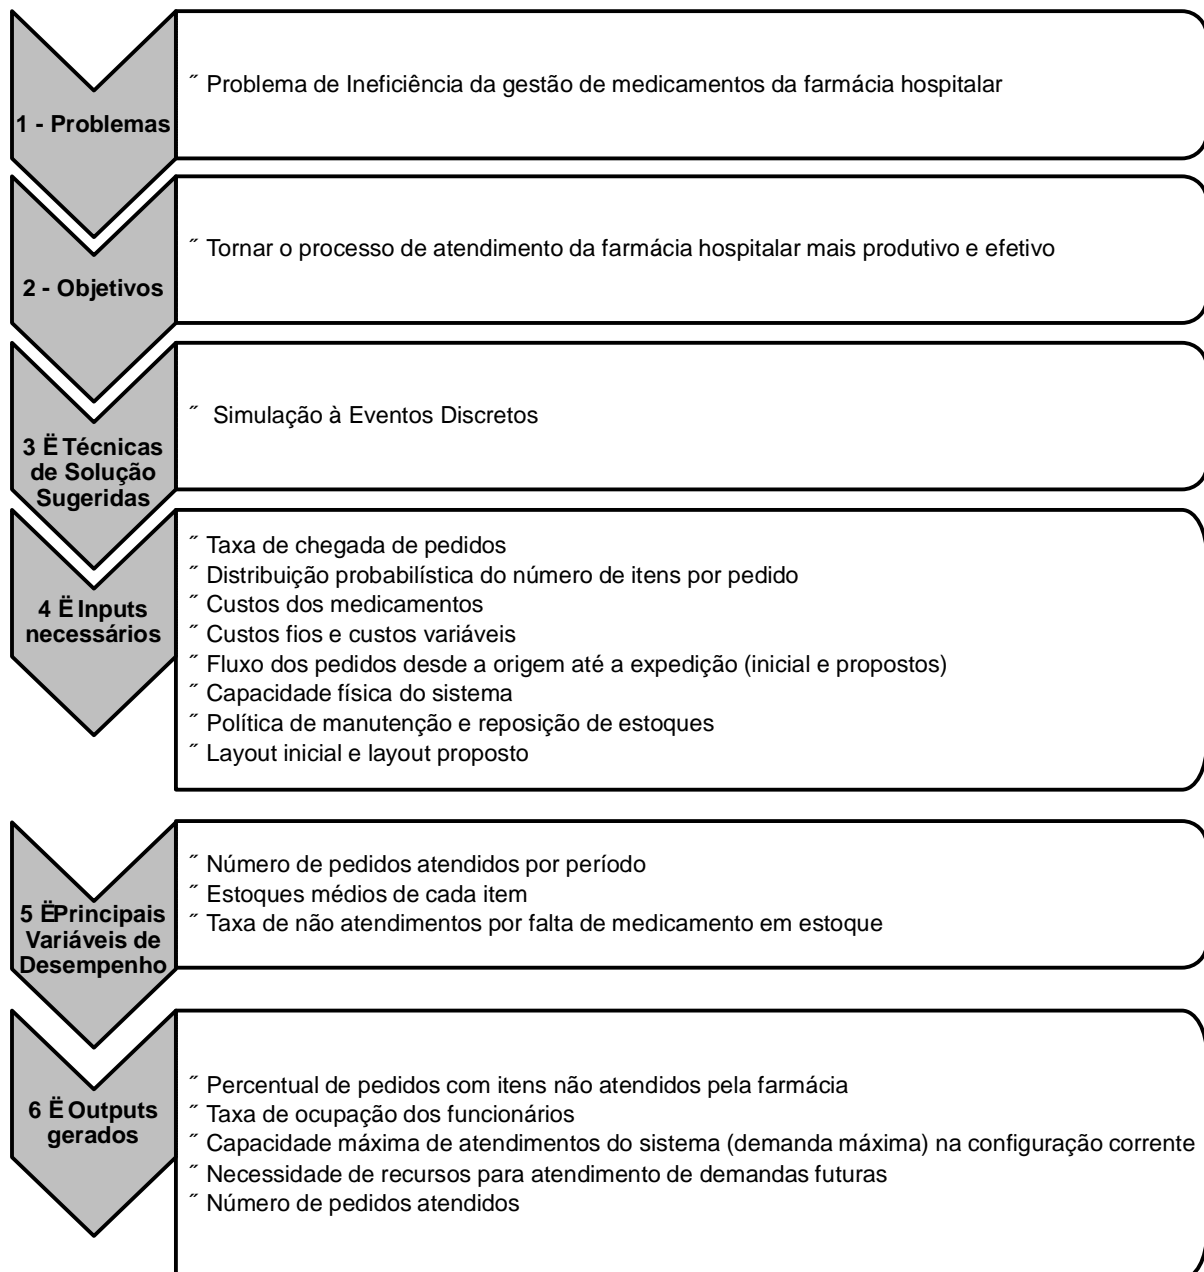 1 - Problemas
˝ Problema de Ineficiência da gestão de medicamentos da farmácia hospitalar
2 - Objetivos
˝ Tornar o processo de atendimento da farmácia hospitalar mais produtivo e efetivo
3 Ë Técnicas
de Solução
Sugeridas
˝ Simulação à Eventos Discretos
4 Ë Inputs
necessários
˝ Taxa de chegada de pedidos
˝ Distribuição probabilística do número de itens por pedido
˝ Custos dos medicamentos
˝ Custos fios e custos variáveis
˝ Fluxo dos pedidos desde a origem até a expedição (inicial e propostos)
˝ Capacidade física do sistema
˝ Política de manutenção e reposição de estoques
˝ Layout inicial e layout proposto
5 ËPrincipais
Variáveis de
Desempenho
˝ Número de pedidos atendidos por período
˝ Estoques médios de cada item
˝ Taxa de não atendimentos por falta de medicamento em estoque
6 Ë Outputs
gerados
˝ Percentual de pedidos com itens não atendidos pela farmácia
˝ Taxa de ocupação dos funcionários
˝ Capacidade máxima de atendimentos do sistema (demanda máxima) na configuração corrente
˝ Necessidade de recursos para atendimento de demandas futuras
˝ Número de pedidos atendidos